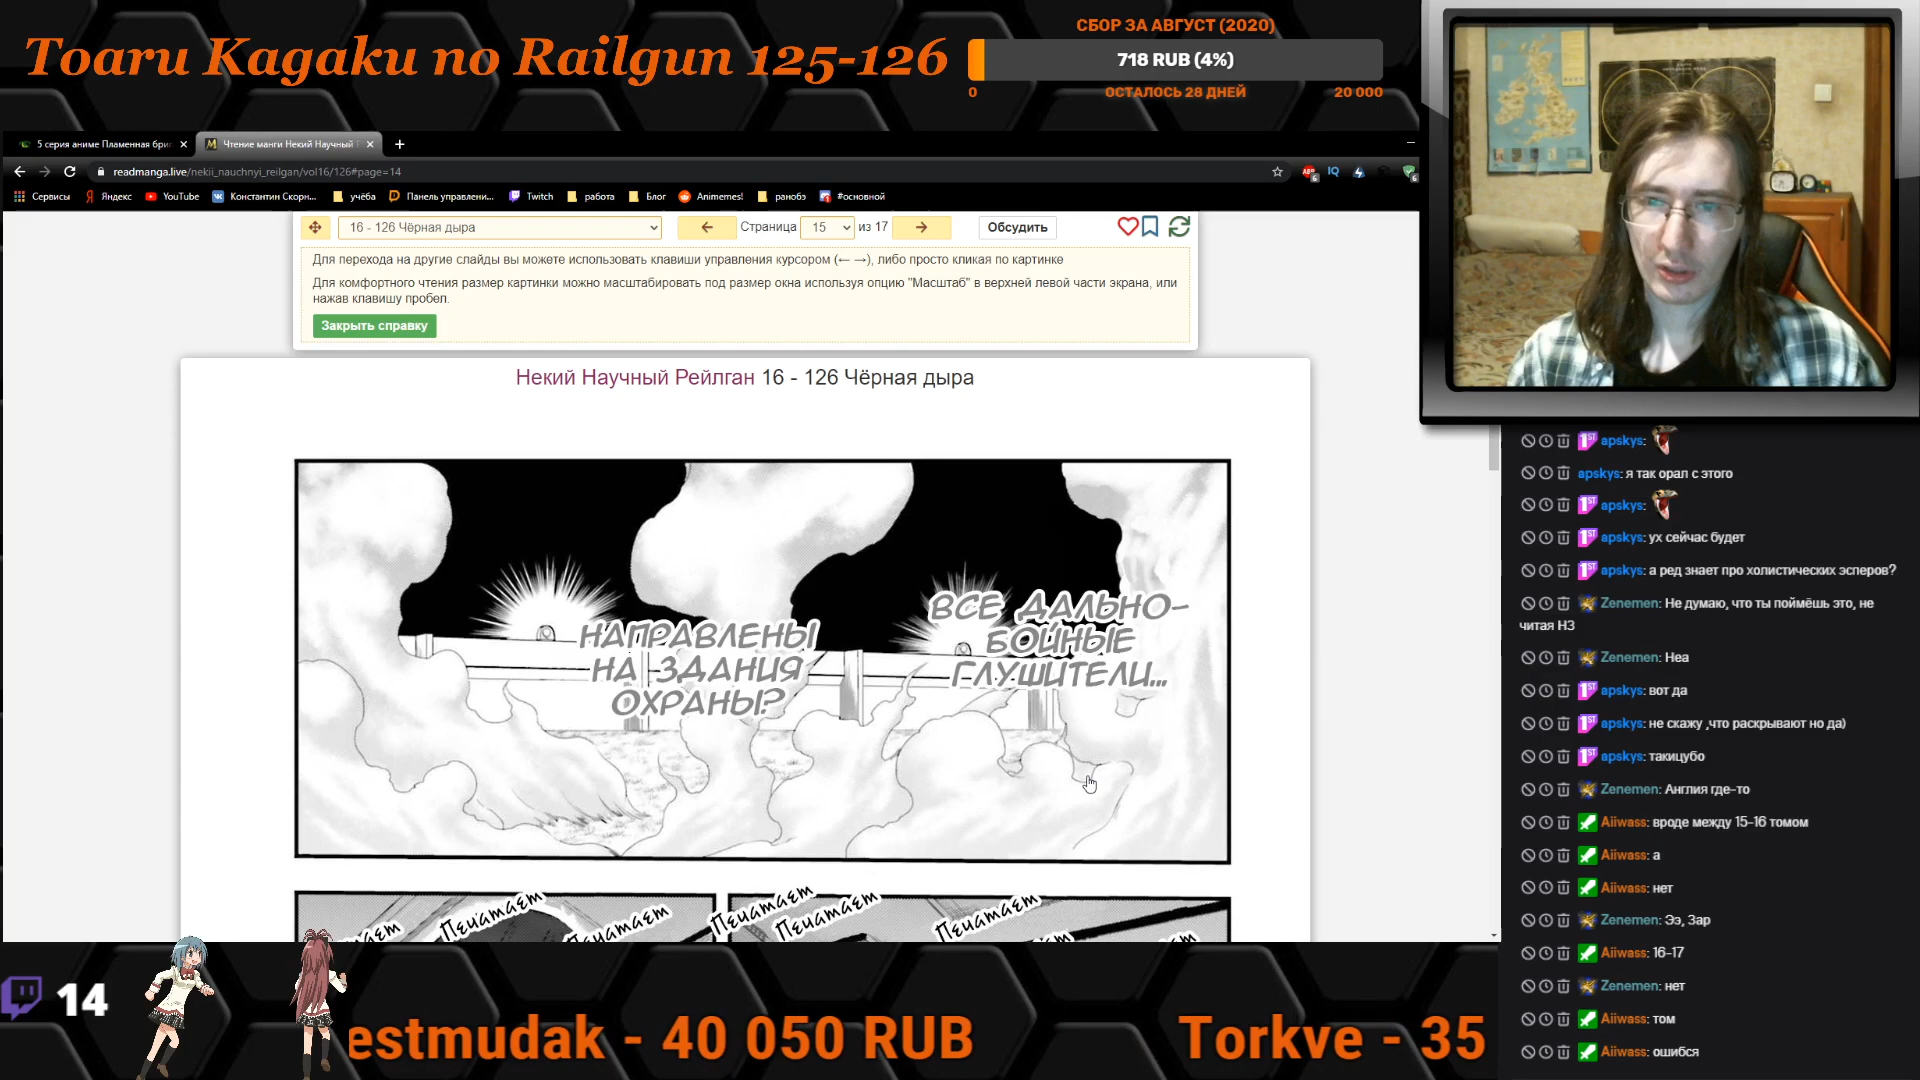 Toaru Kagaku no Railgun 125-126
СБОР ЗА АВГУСТ (2020)
718 RUB (4%)
0
ОСТАЛОСЬ 28 ДНЕЙ
20 000
5 серия аниме Пламенная бриг
Чтение манги Некий Научный Р
readmanga.live/nekii_nauchnyi_reilgan/vol16/126#page=14
Сервисы
Яндекс
YouTube
Константин Скорн...
учёба
Панель управлени...
Twitch
работа
Блог
Animemes!
ранобэ
#основной
16 - 126 Чёрная дыра
Страница
15
из 17
Обсудить
Для перехода на другие слайды вы можете использовать клавиши управления курсором (← →), либо просто кликая по картинке
Для комфортного чтения размер картинки можно масштабировать под размер окна используя опцию "Масштаб" в верхней левой части экрана, или
нажав клавишу пробел.
Закрыть справку
Некий Научный Рейлган 16 - 126 Чёрная дыра
ВСЕ ДАЛЬНО-
БОЙНЫЕ
ГЛУШИТЕЛИ...
НАПРАВЛЕНЫ
НА ЗДАНИЯ
ОХРАНЫ?
Печатает
Печатает
Печатает
Печатает
Печатает
apskys:
apskys: я так орал с этого
apskys:
apskys: ух сейчас будет
apskys: а ред знает про холистических эсперов?
Zenemen: Не думаю, что ты поймёшь это, не
читая НЗ
Zenemen: Неа
apskys: вот да
apskys: не скажу ,что раскрывают но да)
apskys: такицубо
Zenemen: Англия где-то
Aiiwass: вроде между 15-16 томом
Aiiwass: а
Aiiwass: нет
Zenemen: Ээ, Зар
Aiiwass: 16-17
Zenemen: нет
Aiiwass: том
Aiiwass: ошибся
14
estmudak - 40 050 RUB
Torkve - 35